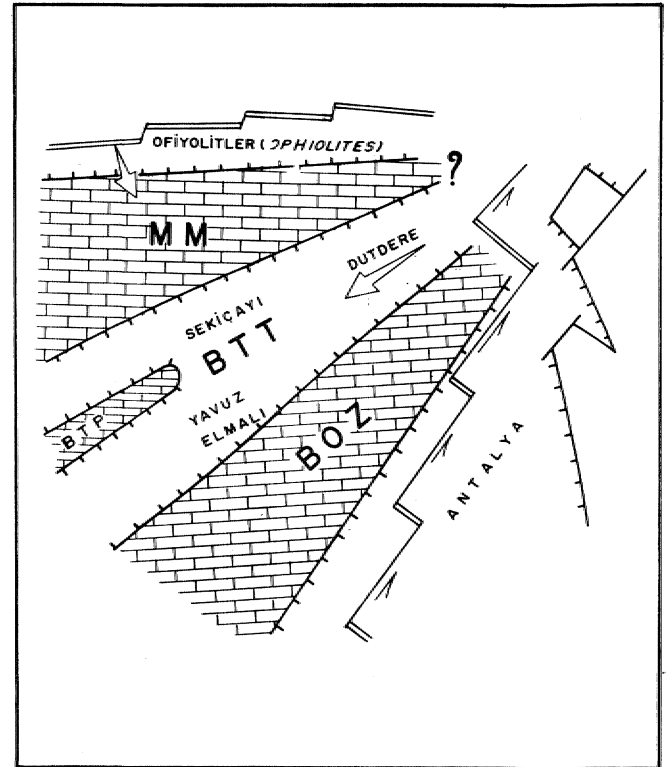 OFİYOLİTLER (OPHIOLITES)
?
MM
DUTDERE
SEKİÇAYI
BTT
BTP
YAVUZ
ELMALI
BOZ
ANTALYA